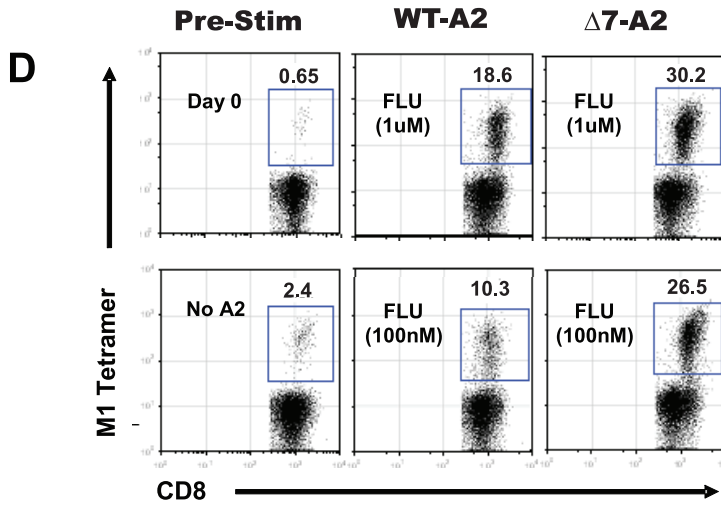 Pre-Stim WT-A2 Δ7-A2
D
0.65 18.6 30.2
Day 0 FLU FLU
(1uM) (1uM)
2.4 10.3 26.5
No A2 FLU FLU
(100nM) (100nM)
M1 Tetramer
CD8